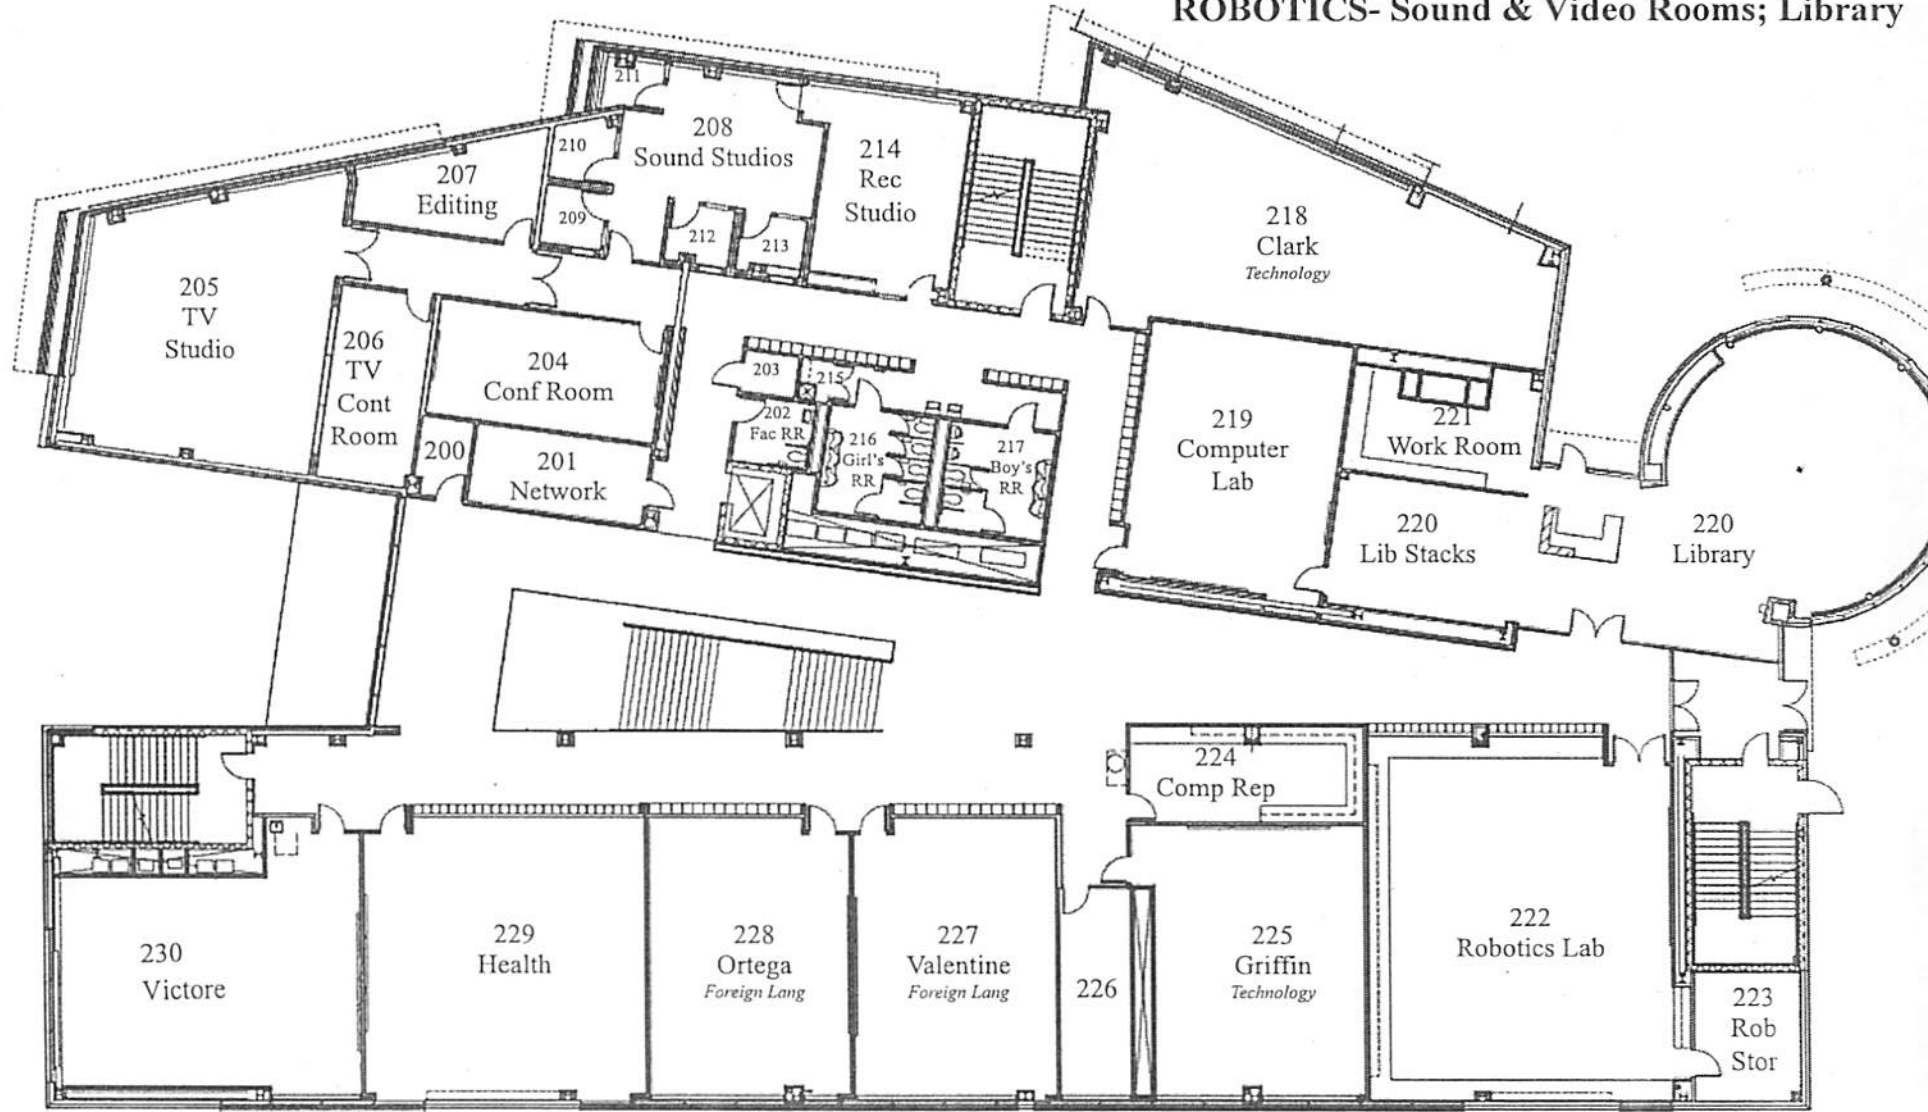 ROBOTICS- Sound & Video Rooms; Library
211
210
209
208
Sound Studios
212
213
214
Rec
Studio
207
Editing
205
TV
Studio
206
TV
Cont
Room
204
Conf Room
200
201
Network
203
215
202
Fac RR
216
Girl's
RR
217
Boy's
RR
218
Clark
Technology
219
Computer
Lab
221
Work Room
220
Lib Stacks
220
Library
224
Comp Rep
230
Victore
229
Health
228
Ortega
Foreign Lang
227
Valentine
Foreign Lang
226
225
Griffin
Technology
222
Robotics Lab
223
Rob
Stor